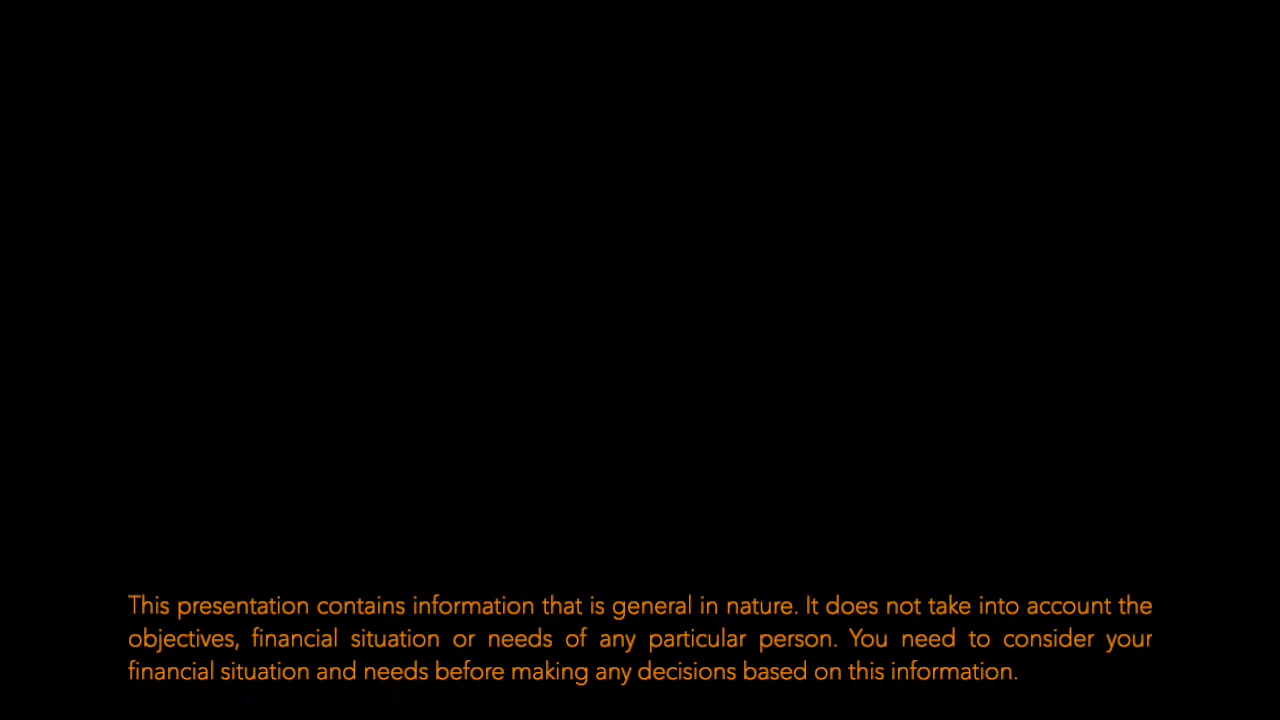 This presentation contains information that is general in nature. It does not take into account the
objectives, financial situation or needs of any particular person. You need to consider your
financial situation and needs before making any decisions based on this information.